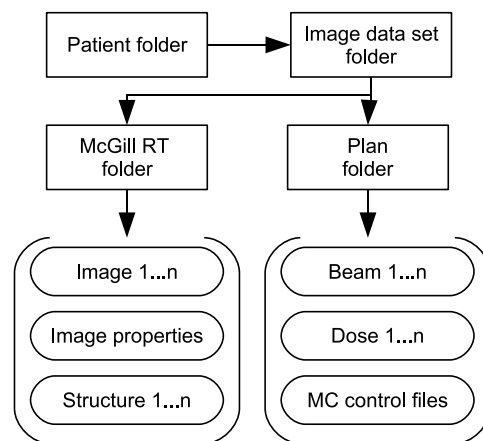 Patient folder
Image data set
folder
McGill RT
folder
Plan
folder
Image 1...n
Image properties
Structure 1...n
Beam 1...n
Dose 1...n
MC control files